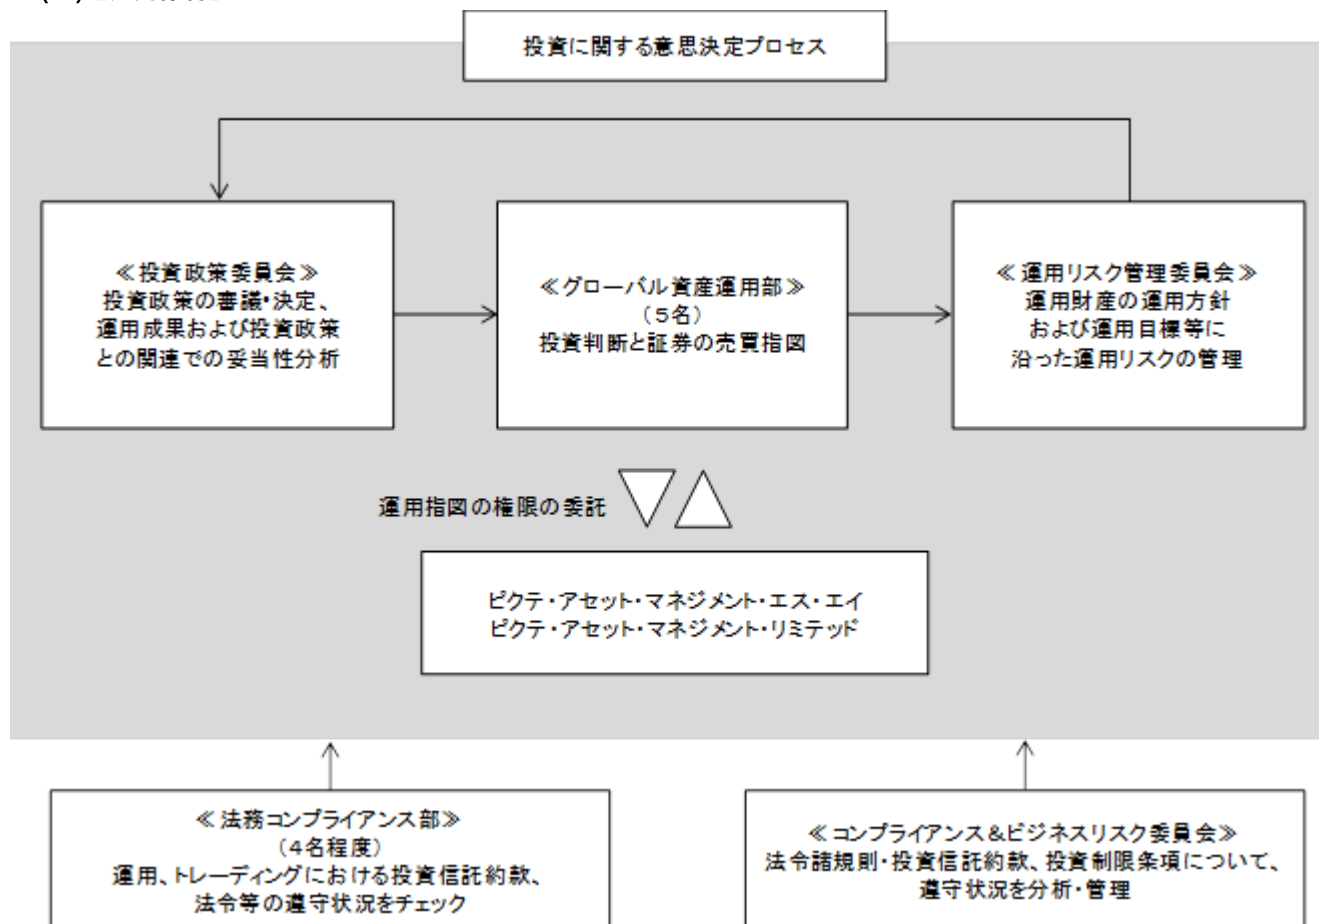 投資に関する意思決定プロセス
≪投資政策委員会≫
投資政策の審議・決定、
運用成果および投資政策
との関連での妥当性分析
≪グローバル資産運用部≫
（５名）
投資判断と証券の売買指図
≪運用リスク管理委員会≫
運用財産の運用方針
および運用目標等に
沿った運用リスクの管理
運用指図の権限の委託
ピクテ・アセット・マネジメント・エス・エイ
ピクテ・アセット・マネジメント・リミテッド
≪法務コンプライアンス部≫
（４名程度）
運用、トレーディングにおける投資信託約款、
法令等の遵守状況をチェック
≪コンプライアンス＆ビジネスリスク委員会≫
法令諸規則・投資信託約款、投資制限条項について、
遵守状況を分析・管理